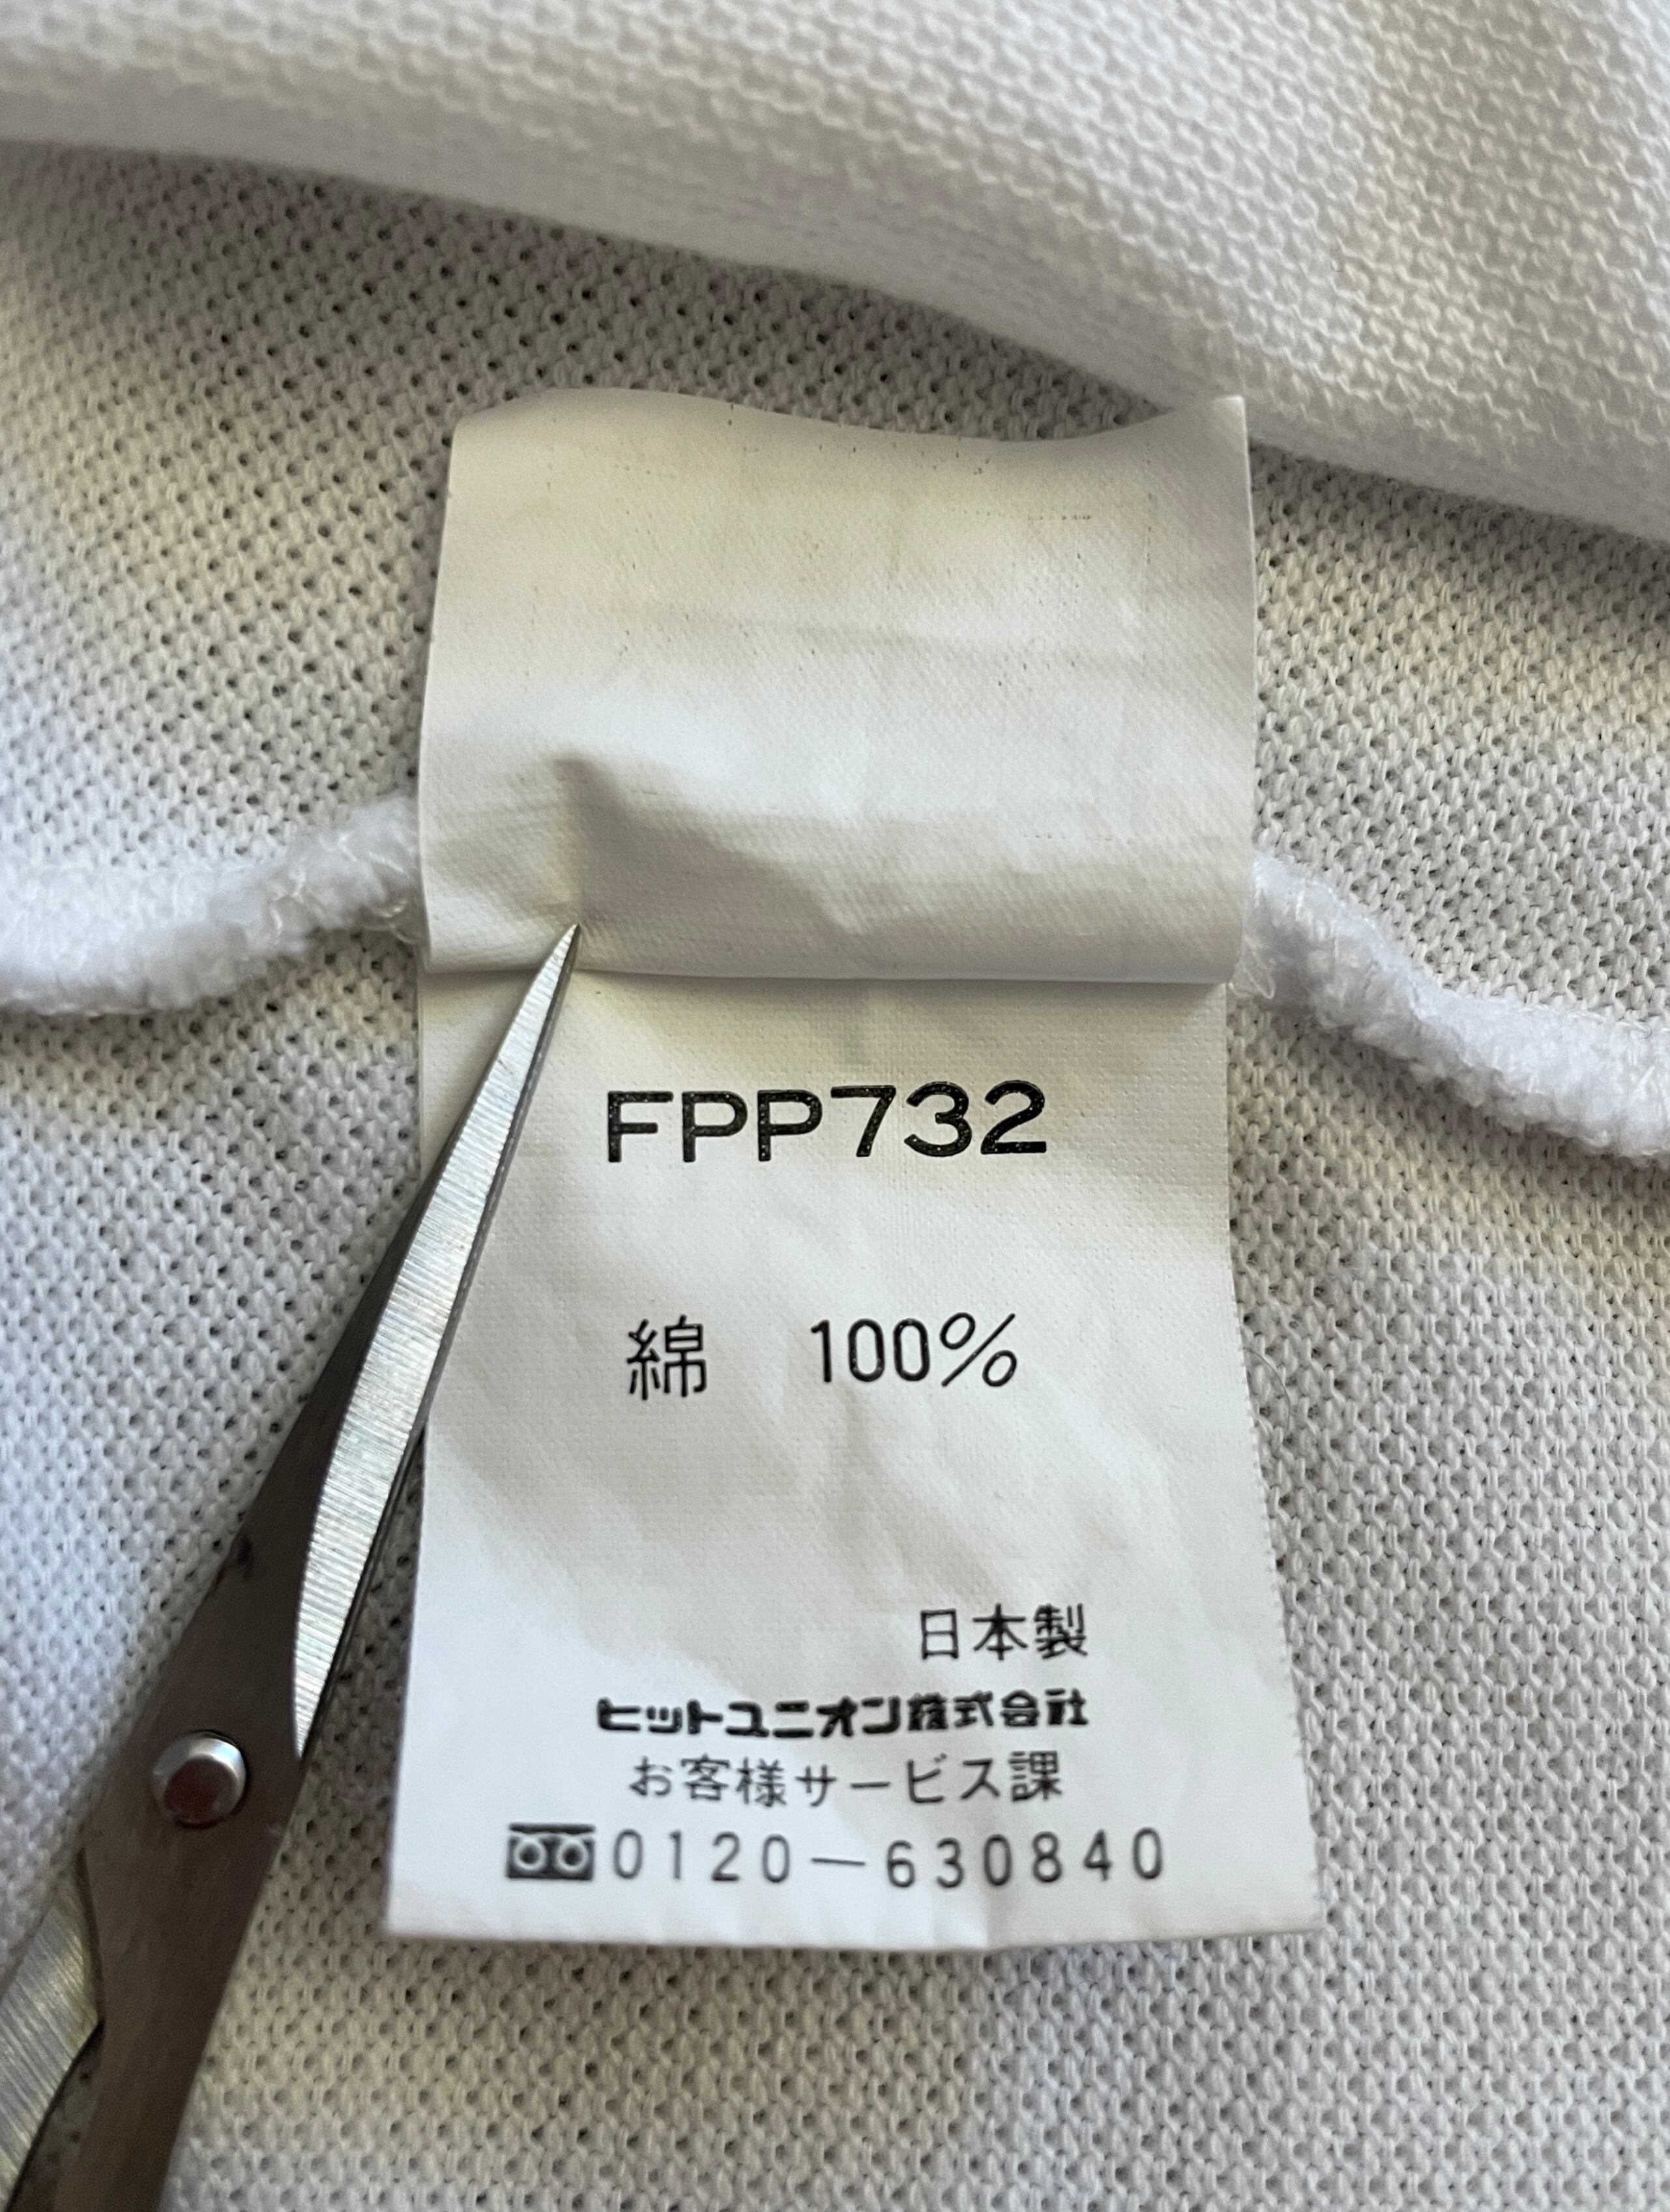 FPP732
綿 100%
日本製
ヒットユニオン株式会社
お客様サービス課
0120-630840